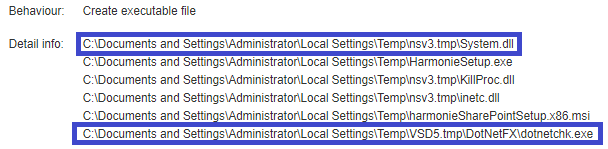 Behaviour: Create executable file
Detail info: C:\Documents and Settings\Administrator\Local Settings\Temp\nsv3.tmp\System.dll
C:\Documents and Settings\Administrator\Local Settings\Temp\HarmonieSetup.exe
C:\Documents and Settings\Administrator\Local Settings\Temp\nsv3.tmp\KillProc.dll
C:\Documents and Settings\Administrator\Local Settings\Temp\nsv3.tmp\inetc.dll
C:\Documents and Settings\Administrator\Local Settings\Temp\harmonieSharePointSetup.x86.msi
C:\Documents and Settings\Administrator\Local Settings\Temp\VSD5.tmp\DotNetFX\dotnetchk.exe